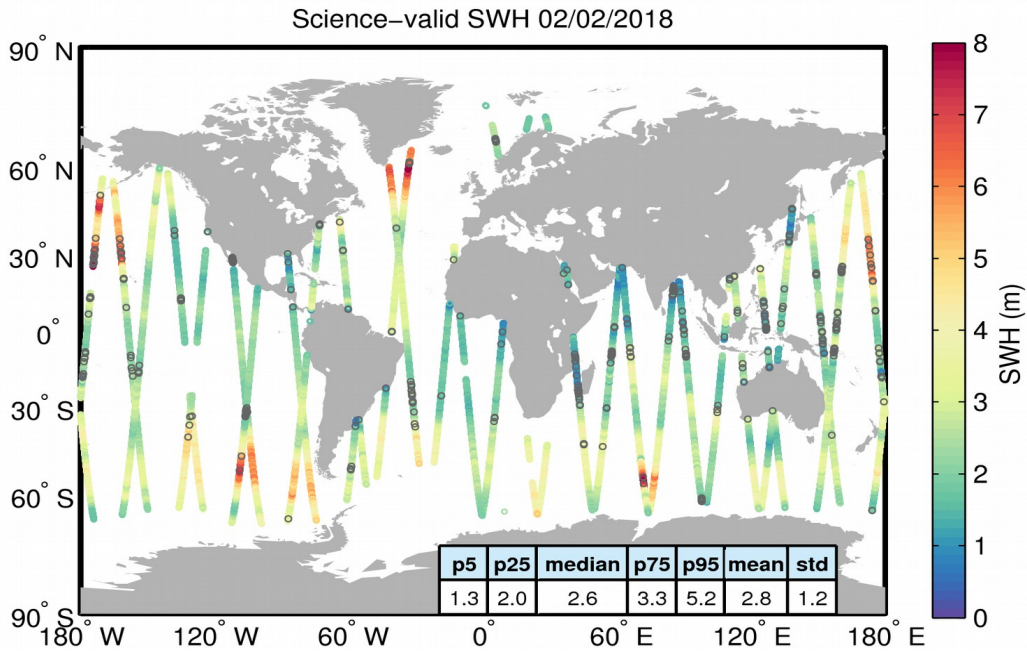 Science−valid SWH 02/02/2018
90° N
60° N
30° N
0°
30° S
60° S
90° S
180° W
120° W
60° W
0°
60° E
120° E
180° E
p5 p25 median p75 p95 mean std
1.3 2.0 2.6 3.3 5.2 2.8 1.2
8
7
6
5
4
3
2
1
0
SWH (m)